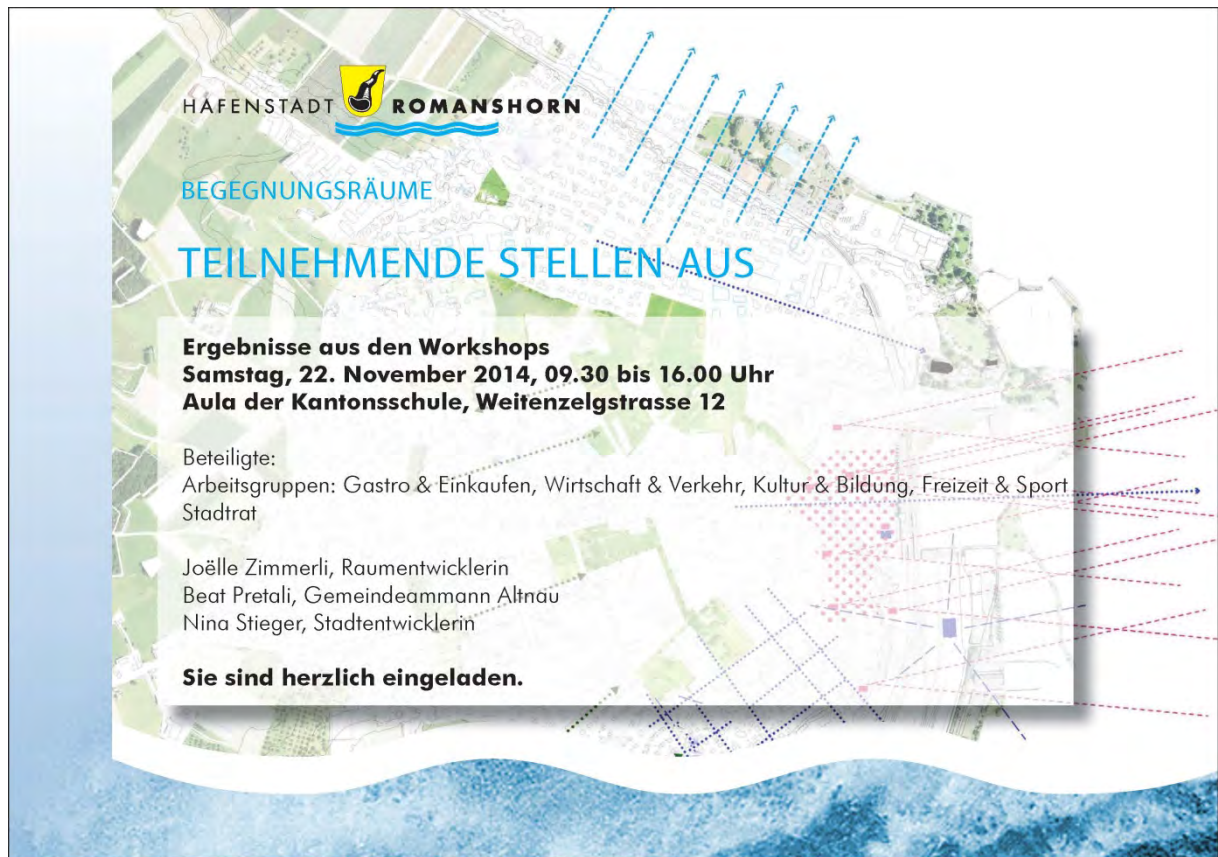 HAFENSTADT ROMANSHORN
BEGEGNUNGSRÄUME
TEILNEHMENDE STELLEN AUS
Ergebnisse aus den Workshops
Samstag, 22. November 2014, 09.30 bis 16.00 Uhr
Aula der Kantonsschule, Weitenzelgstrasse 12
Beteiligte:
Arbeitsgruppen: Gastro & Einkaufen, Wirtschaft & Verkehr, Kultur & Bildung, Freizeit & Sport
Stadtrat
Joëlle Zimmerli, Raumentwicklerin
Beat Pretali, Gemeindeammann Altnau
Nina Stieger, Stadtentwicklerin
Sie sind herzlich eingeladen.